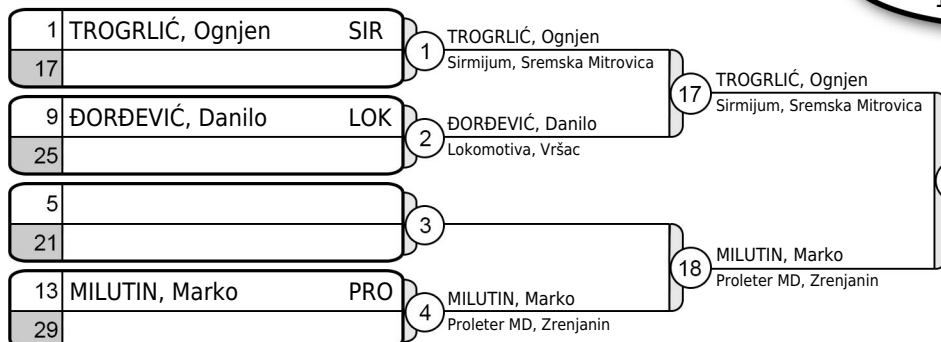 1 TROGRLIĆ, Ognjen SIR
17
9 ĐORĐEVIĆ, Danilo LOK
25
5
21
13 MILUTIN, Marko PRO
29
1
TROGRLIĆ, Ognjen
Sirmijum, Sremska Mitrovica
2
ĐORĐEVIĆ, Danilo
Lokomotiva, Vršac
3
4
MILUTIN, Marko
Proleter MD, Zrenjanin
17
TROGRLIĆ, Ognjen
Sirmijum, Sremska Mitrovica
18
MILUTIN, Marko
Proleter MD, Zrenjanin